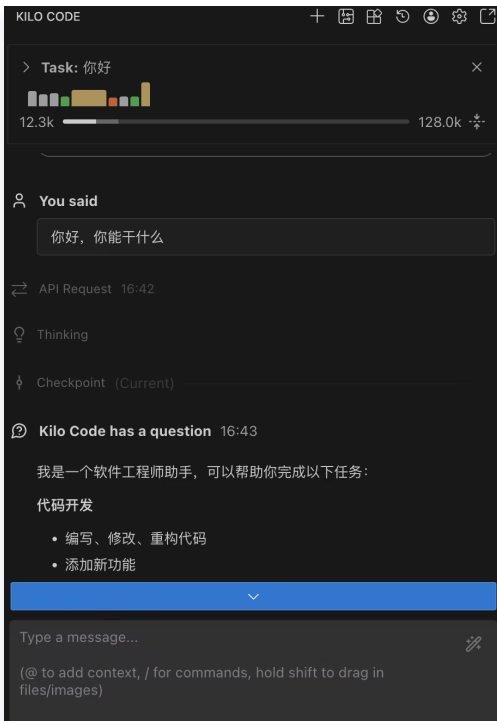 KILO CODE
Task: 你好
12.3k 128.0k
You said
你好，你能干什么
API Request 16:42
Thinking
Checkpoint (Current)
Kilo Code has a question 16:43
我是一个软件工程师助手，可以帮助你完成以下任务：
代码开发
• 编写、修改、重构代码
• 添加新功能
Type a message...
(@ to add context, / for commands, hold shift to drag in
files/images)